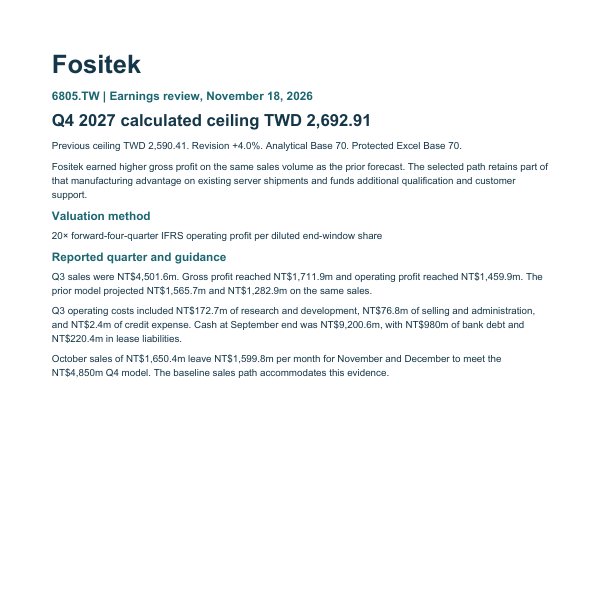 Fositek
6805.TW | Earnings review, November 18, 2026
Q4 2027 calculated ceiling TWD 2,692.91
Previous ceiling TWD 2,590.41. Revision +4.0%. Analytical Base 70. Protected Excel Base 70.
Fositek earned higher gross profit on the same sales volume as the prior forecast. The selected path retains part of
that manufacturing advantage on existing server shipments and funds additional qualification and customer
support.
Valuation method
20× forward-four-quarter IFRS operating profit per diluted end-window share
Reported quarter and guidance
Q3 sales were NT$4,501.6m. Gross profit reached NT$1,711.9m and operating profit reached NT$1,459.9m. The
prior model projected NT$1,565.7m and NT$1,282.9m on the same sales.
Q3 operating costs included NT$172.7m of research and development, NT$76.8m of selling and administration,
and NT$2.4m of credit expense. Cash at September end was NT$9,200.6m, with NT$980m of bank debt and
NT$220.4m in lease liabilities.
October sales of NT$1,650.4m leave NT$1,599.8m per month for November and December to meet the
NT$4,850m Q4 model. The baseline sales path accommodates this evidence.